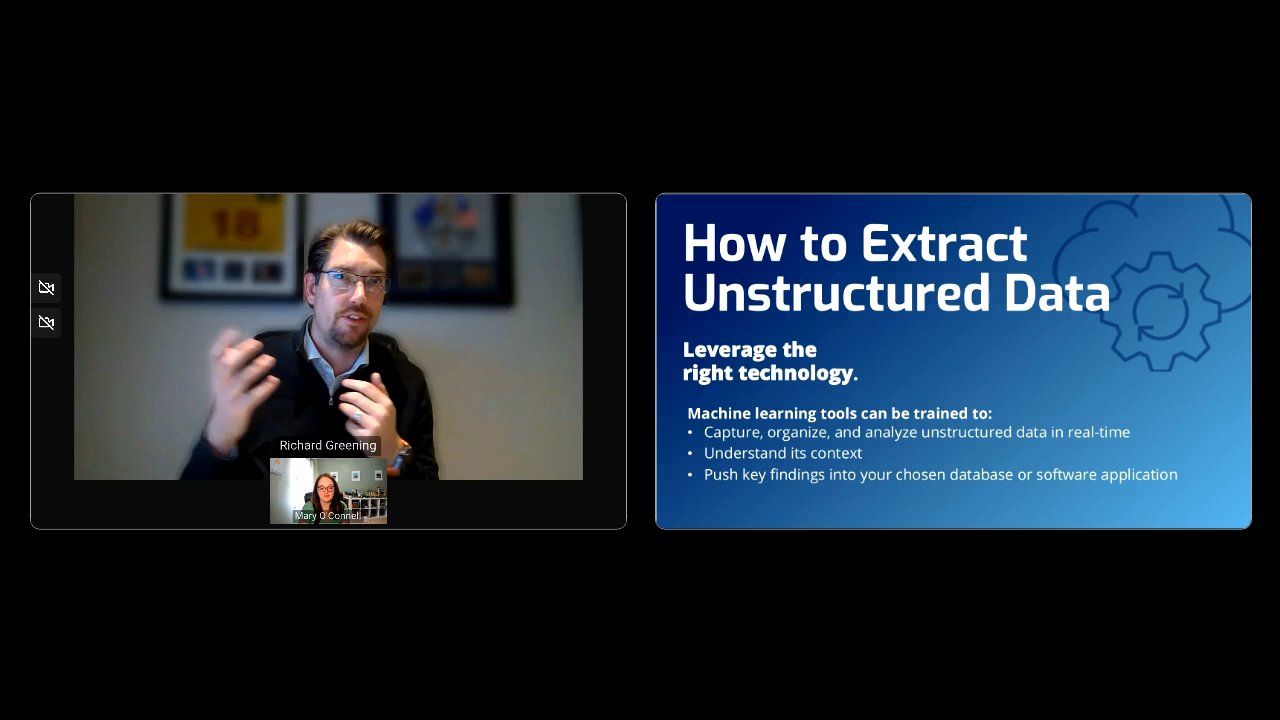 18
Richard Greening
Mary O Connell
How to Extract
Unstructured Data
Leverage the
right technology.
Machine learning tools can be trained to:
• Capture, organize, and analyze unstructured data in real-time
• Understand its context
• Push key findings into your chosen database or software application